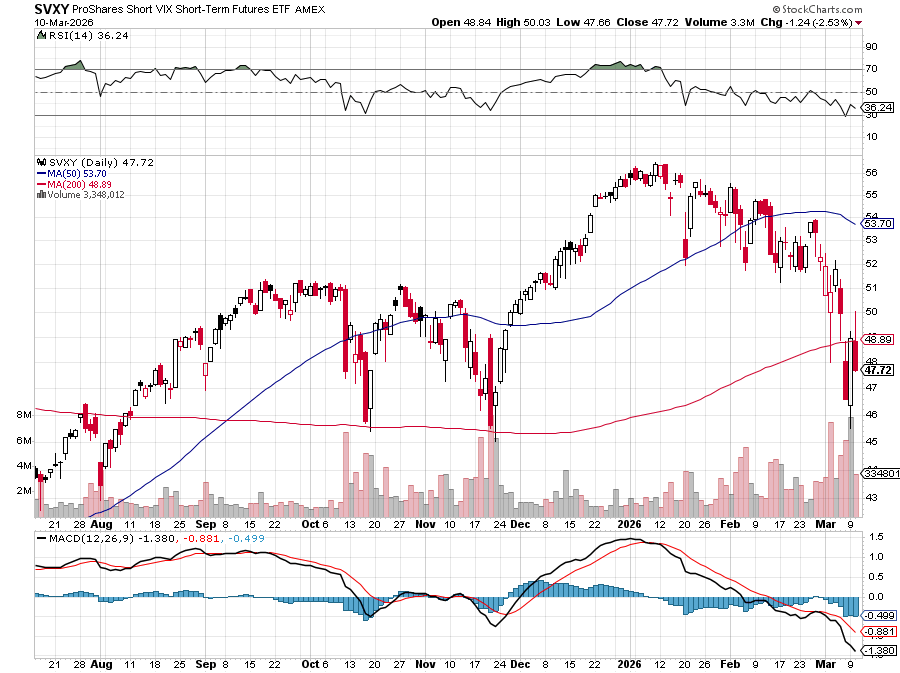 SVXY ProShares Short VIX Short-Term Futures ETF AMEX
© StockCharts.com
10-Mar-2026
Open 48.84 High 50.03 Low 47.66 Close 47.72 Volume 3.3M Chg -1.24 (-2.53%)
RSI(14) 36.24
90
70
50
36.24
30
10
SVXY (Daily) 47.72
MA(50) 53.70
MA(200) 48.89
Volume 3,348,012
56
55
54
53.70
53
52
51
50
48.89
48
47.72
47
46
45
44
334801
43
8M
6M
4M
2M
21 28 Aug 11 18 25 Sep 8 15 22 Oct 6 13 20 27 Nov 10 17 24 Dec 8 15 22 2026 12 20 26 Feb 9 17 23 Mar 9
MACD(12,26,9) -1.380, -0.881, -0.499
1.5
1.0
0.5
0.0
-0.499
-0.881
-1.380
21 28 Aug 11 18 25 Sep 8 15 22 Oct 6 13 20 27 Nov 10 17 24 Dec 8 15 22 2026 12 20 26 Feb 9 17 23 Mar 9